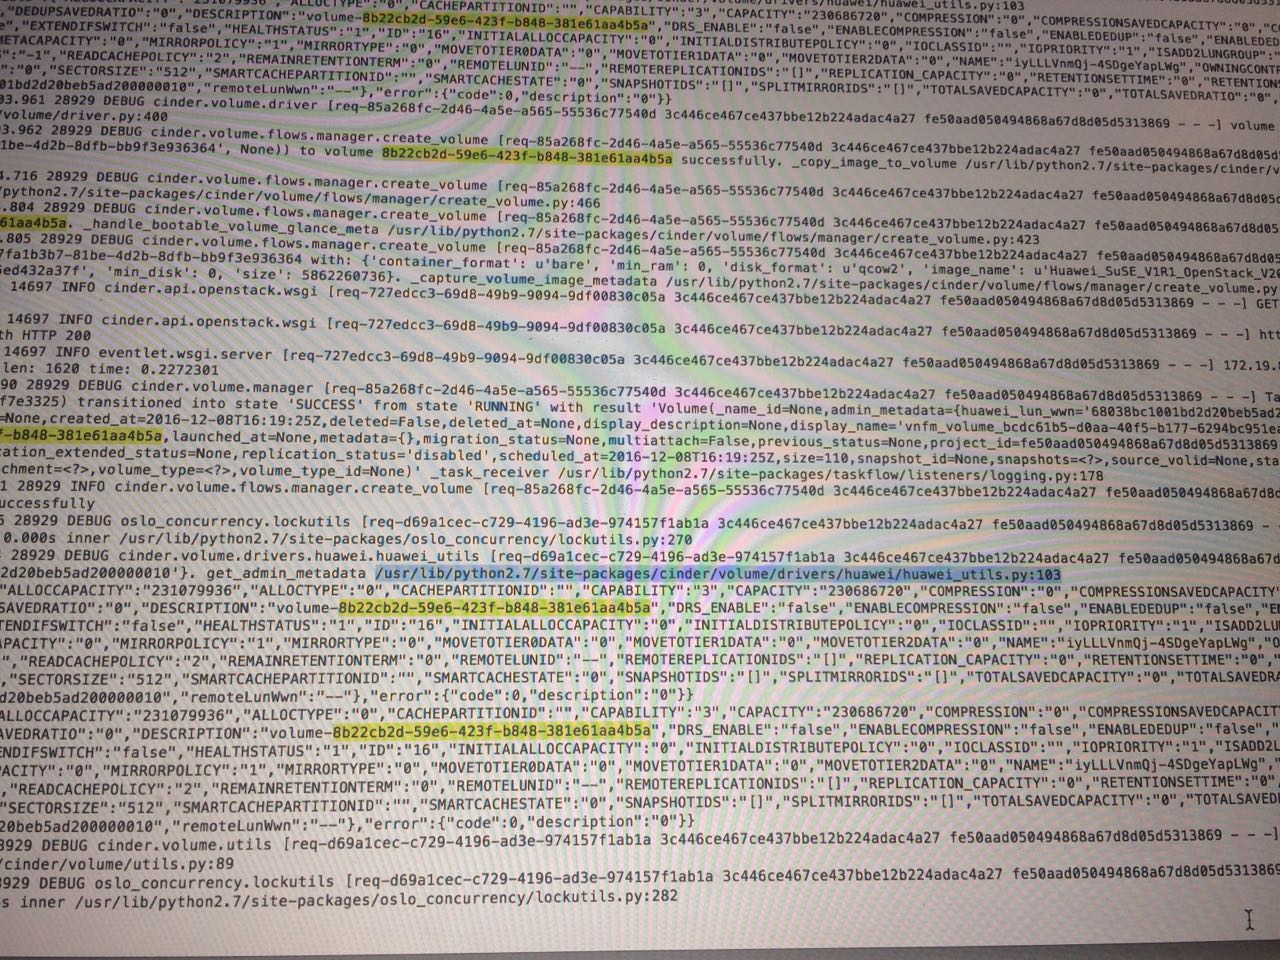 ALLOCTYPE":"0","CACHEPARTITIONID":"","CAPABILITY":"3","CAPACITY":"230686720","COMPRESSION":"0","COMPRESSIONSAVEDCAPACITY":"0","
"DEDUPSAVEDRATIO":"0","DESCRIPTION":"volume-8b22cb2d-59e6-423f-b848-381e61aa4b5a","DRS_ENABLE":"false","ENABLECOMPRESSION":"false","ENABLEDEDUP":"false","
,"EXTENDIFSWITCH":"false","HEALTHSTATUS":"1","ID":"16","INITIALALLOCCAPACITY":"0","INITIALDISTRIBUTEPOLICY":"0","IOCLASSID":"","IOPRIORITY":"1","ISADD2LUNGROUP":"
METACAPACITY":"0","MIRRORPOLICY":"1","MIRRORTYPE":"0","MOVETOTIER0DATA":"0","MOVETOTIER1DATA":"0","MOVETOTIER2DATA":"0","NAME":"iyLLLVnmQj-4SDgeYapLWg","OWNINGCONT
:"-1","READCACHEPOLICY":"2","REMAINRETENTIONTERM":"0","REMOTELUNID":"--","REMOTEREPLICATIONIDS":"[]","REPLICATION_CAPACITY":"0","RETENTIONSETTIME":"0","
:"0","SECTORSIZE":"512","SMARTCACHEPARTITIONID":"","SMARTCACHESTATE":"0","SNAPSHOTIDS":"[]","SPLITMIRRORIDS":"[]","TOTALSAVEDCAPACITY":"0","TOTALSAVEDRATIO":"0",
01bd2d20beb5ad200000010","remoteLunWwn":"--"},"error":{"code":0,"description":"0"}}
03.961 28929 DEBUG cinder.volume.driver [req-85a268fc-2d46-4a5e-a565-55536c77540d 3c446ce467ce437bbe12b224adac4a27 fe50aad050494868a67d8d05d5313869 - - -] volume
/volume/driver.py:400
03.962 28929 DEBUG cinder.volume.flows.manager.create_volume [req-85a268fc-2d46-4a5e-a565-55536c77540d 3c446ce467ce437bbe12b224adac4a27 fe50aad050494868a67d8d05d
1be-4d2b-8dfb-bb9f3e936364', None)) to volume 8b22cb2d-59e6-423f-b848-381e61aa4b5a successfully. _copy_image_to_volume /usr/lib/python2.7/site-packages/cinder/v
4.716 28929 DEBUG cinder.volume.flows.manager.create_volume [req-85a268fc-2d46-4a5e-a565-55536c77540d 3c446ce467ce437bbe12b224adac4a27 fe50aad050494868a67d8d05d5
python2.7/site-packages/cinder/volume/flows/manager/create_volume.py:466
.804 28929 DEBUG cinder.volume.flows.manager.create_volume [req-85a268fc-2d46-4a5e-a565-55536c77540d 3c446ce467ce437bbe12b224adac4a27 fe50aad050494868a67d8d05d5
61aa4b5a. _handle_bootable_volume_glance_meta /usr/lib/python2.7/site-packages/cinder/volume/flows/manager/create_volume.py:423
.805 28929 DEBUG cinder.volume.flows.manager.create_volume [req-85a268fc-2d46-4a5e-a565-55536c77540d 3c446ce467ce437bbe12b224adac4a27 fe50aad050494868a67d8d05d5
7fa1b3b7-81be-4d2b-8dfb-bb9f3e936364 with: {'container_format': u'bare', 'min_ram': 0, 'disk_format': u'qcow2', 'image_name': u'Huawei_SuSE_V1R1_OpenStack_V20
5ed432a37f', 'min_disk': 0, 'size': 5862260736}. _capture_volume_image_metadata /usr/lib/python2.7/site-packages/cinder/volume/flows/manager/create_volume.py
14697 INFO cinder.api.openstack.wsgi [req-727edcc3-69d8-49b9-9094-9df00830c05a 3c446ce467ce437bbe12b224adac4a27 fe50aad050494868a67d8d05d5313869 - - -] GET
14697 INFO cinder.api.openstack.wsgi [req-727edcc3-69d8-49b9-9094-9df00830c05a 3c446ce467ce437bbe12b224adac4a27 fe50aad050494868a67d8d05d5313869 - - -] htt
th HTTP 200
14697 INFO eventlet.wsgi.server [req-727edcc3-69d8-49b9-9094-9df00830c05a 3c446ce467ce437bbe12b224adac4a27 fe50aad050494868a67d8d05d5313869 - - -] 172.19.
len: 1620 time: 0.2272301
90 28929 DEBUG cinder.volume.manager [req-85a268fc-2d46-4a5e-a565-55536c77540d 3c446ce467ce437bbe12b224adac4a27 fe50aad050494868a67d8d05d5313869 - - -] Ta
f7e3325) transitioned into state 'SUCCESS' from state 'RUNNING' with result 'Volume(_name_id=None,admin_metadata={huawei_lun_wwn='68038bc1001bd2d20beb5ad2
=None,created_at=2016-12-08T16:19:25Z,deleted=False,deleted_at=None,display_description=None,display_name='vnfm_volume_bcdc61b5-d0aa-40f5-b177-6294bc951ea
f-b848-381e61aa4b5a,launched_at=None,metadata={},migration_status=None,multiattach=False,previous_status=None,project_id=fe50aad050494868a67d8d05d5313869
cation_extended_status=None,replication_status='disabled',scheduled_at=2016-12-08T16:19:25Z,size=110,snapshot_id=None,snapshots=<?>,source_volid=None,sta
chment=<?>,volume_type=<?>,volume_type_id=None)' _task_receiver /usr/lib/python2.7/site-packages/taskflow/listeners/logging.py:178
1 28929 INFO cinder.volume.flows.manager.create_volume [req-85a268fc-2d46-4a5e-a565-55536c77540d 3c446ce467ce437bbe12b224adac4a27 fe50aad050494868a67d8d05d
uccessfully
5 28929 DEBUG oslo_concurrency.lockutils [req-d69a1cec-c729-4196-ad3e-974157f1ab1a 3c446ce467ce437bbe12b224adac4a27 fe50aad050494868a67d8d05d5313869 - -
0.000s inner /usr/lib/python2.7/site-packages/oslo_concurrency/lockutils.py:270
28929 DEBUG cinder.volume.drivers.huawei.huawei_utils [req-d69a1cec-c729-4196-ad3e-974157f1ab1a 3c446ce467ce437bbe12b224adac4a27 fe50aad050494868a67d8d
2d20beb5ad200000010'}. get_admin_metadata /usr/lib/python2.7/site-packages/cinder/volume/drivers/huawei/huawei_utils.py:103
"ALLOCCAPACITY":"231079936","ALLOCTYPE":"0","CACHEPARTITIONID":"","CAPABILITY":"3","CAPACITY":"230686720","COMPRESSION":"0","COMPRESSIONSAVEDCAPACITY"
SAVEDRATIO":"0","DESCRIPTION":"volume-8b22cb2d-59e6-423f-b848-381e61aa4b5a","DRS_ENABLE":"false","ENABLECOMPRESSION":"false","ENABLEDEDUP":"false","E
TENDIFSWITCH":"false","HEALTHSTATUS":"1","ID":"16","INITIALALLOCCAPACITY":"0","INITIALDISTRIBUTEPOLICY":"0","IOCLASSID":"","IOPRIORITY":"1","ISADD2LU
APACITY":"0","MIRRORPOLICY":"1","MIRRORTYPE":"0","MOVETOTIER0DATA":"0","MOVETOTIER1DATA":"0","MOVETOTIER2DATA":"0","NAME":"iyLLLVnmQj-4SDgeYapLWg","O
","READCACHEPOLICY":"2","REMAINRETENTIONTERM":"0","REMOTELUNID":"--","REMOTEREPLICATIONIDS":"[]","REPLICATION_CAPACITY":"0","RETENTIONSETTIME":"0",
,"SECTORSIZE":"512","SMARTCACHEPARTITIONID":"","SMARTCACHESTATE":"0","SNAPSHOTIDS":"[]","SPLITMIRRORIDS":"[]","TOTALSAVEDCAPACITY":"0","TOTALSAVEDRA
d20beb5ad200000010","remoteLunWwn":"--"},"error":{"code":0,"description":"0"}}
ALLOCCAPACITY":"231079936","ALLOCTYPE":"0","CACHEPARTITIONID":"","CAPABILITY":"3","CAPACITY":"230686720","COMPRESSION":"0","COMPRESSIONSAVEDCAPACITY
AVEDRATIO":"0","DESCRIPTION":"volume-8b22cb2d-59e6-423f-b848-381e61aa4b5a","DRS_ENABLE":"false","ENABLECOMPRESSION":"false","ENABLEDEDUP":"false","
ENDIFSWITCH":"false","HEALTHSTATUS":"1","ID":"16","INITIALALLOCCAPACITY":"0","INITIALDISTRIBUTEPOLICY":"0","IOCLASSID":"","IOPRIORITY":"1","ISADD2L
PACITY":"0","MIRRORPOLICY":"1","MIRRORTYPE":"0","MOVETOTIER0DATA":"0","MOVETOTIER1DATA":"0","MOVETOTIER2DATA":"0","NAME":"iyLLLVnmQj-4SDgeYapLWg","
,"READCACHEPOLICY":"2","REMAINRETENTIONTERM":"0","REMOTELUNID":"--","REMOTEREPLICATIONIDS":"[]","REPLICATION_CAPACITY":"0","RETENTIONSETTIME":"0"
"SECTORSIZE":"512","SMARTCACHEPARTITIONID":"","SMARTCACHESTATE":"0","SNAPSHOTIDS":"[]","SPLITMIRRORIDS":"[]","TOTALSAVEDCAPACITY":"0","TOTALSAVED
20beb5ad200000010","remoteLunWwn":"--"},"error":{"code":0,"description":"0"}}
8929 DEBUG cinder.volume.utils [req-d69a1cec-c729-4196-ad3e-974157f1ab1a 3c446ce467ce437bbe12b224adac4a27 fe50aad050494868a67d8d05d5313869 - - -]
/cinder/volume/utils.py:89
8929 DEBUG oslo_concurrency.lockutils [req-d69a1cec-c729-4196-ad3e-974157f1ab1a 3c446ce467ce437bbe12b224adac4a27 fe50aad050494868a67d8d05d5313869
s inner /usr/lib/python2.7/site-packages/oslo_concurrency/lockutils.py:282